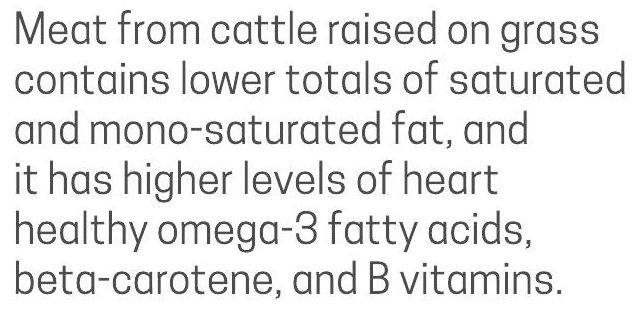 Meat from cattle raised on grass
contains lower totals of saturated
and mono-saturated fat, and
it has higher levels of heart
healthy omega-3 fatty acids,
beta-carotene, and B vitamins.